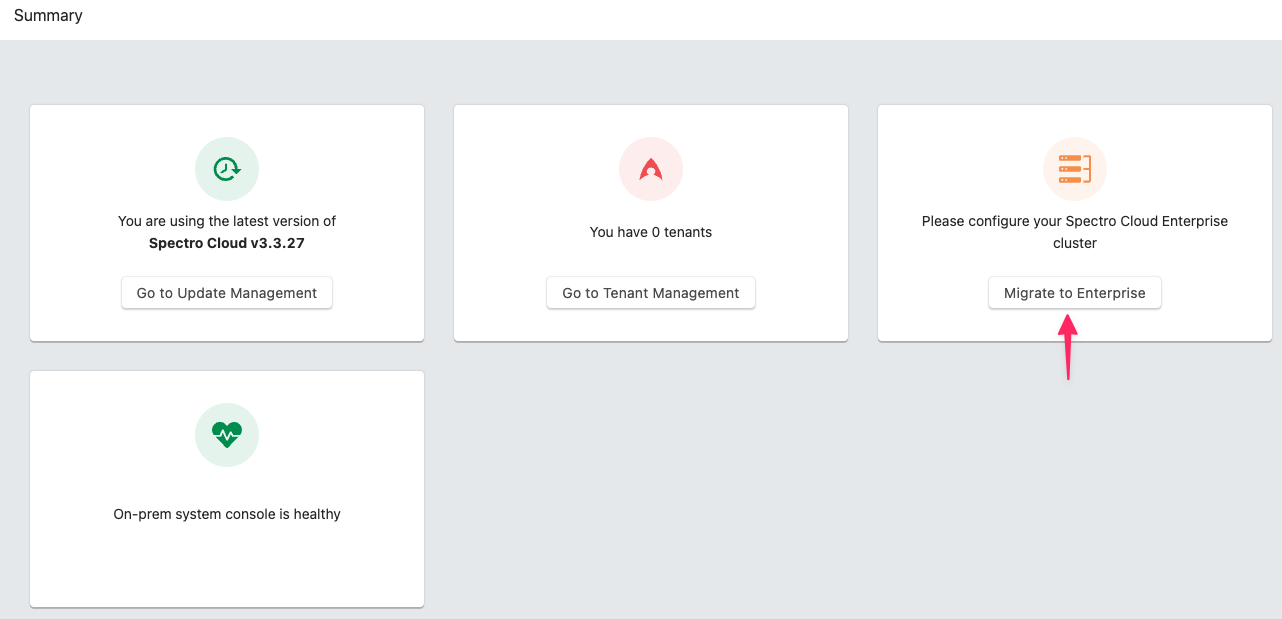 Summary
You are using the latest version of
Spectro Cloud v3.3.27
Go to Update Management
You have 0 tenants
Go to Tenant Management
Please configure your Spectro Cloud Enterprise
cluster
Migrate to Enterprise
On-prem system console is healthy